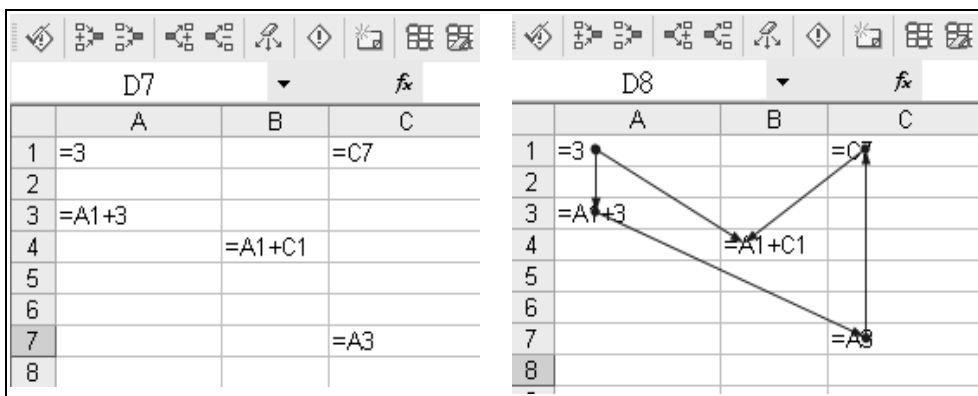 D7 fx
A B C
1 =3 =C7
2
3 =A1+3
4 =A1+C1
5
6
7 =A3
8
D8 fx
A B C
1 =3 =C7
2
3 =A1+3
4 =A1+C1
5
6
7 =A3
8